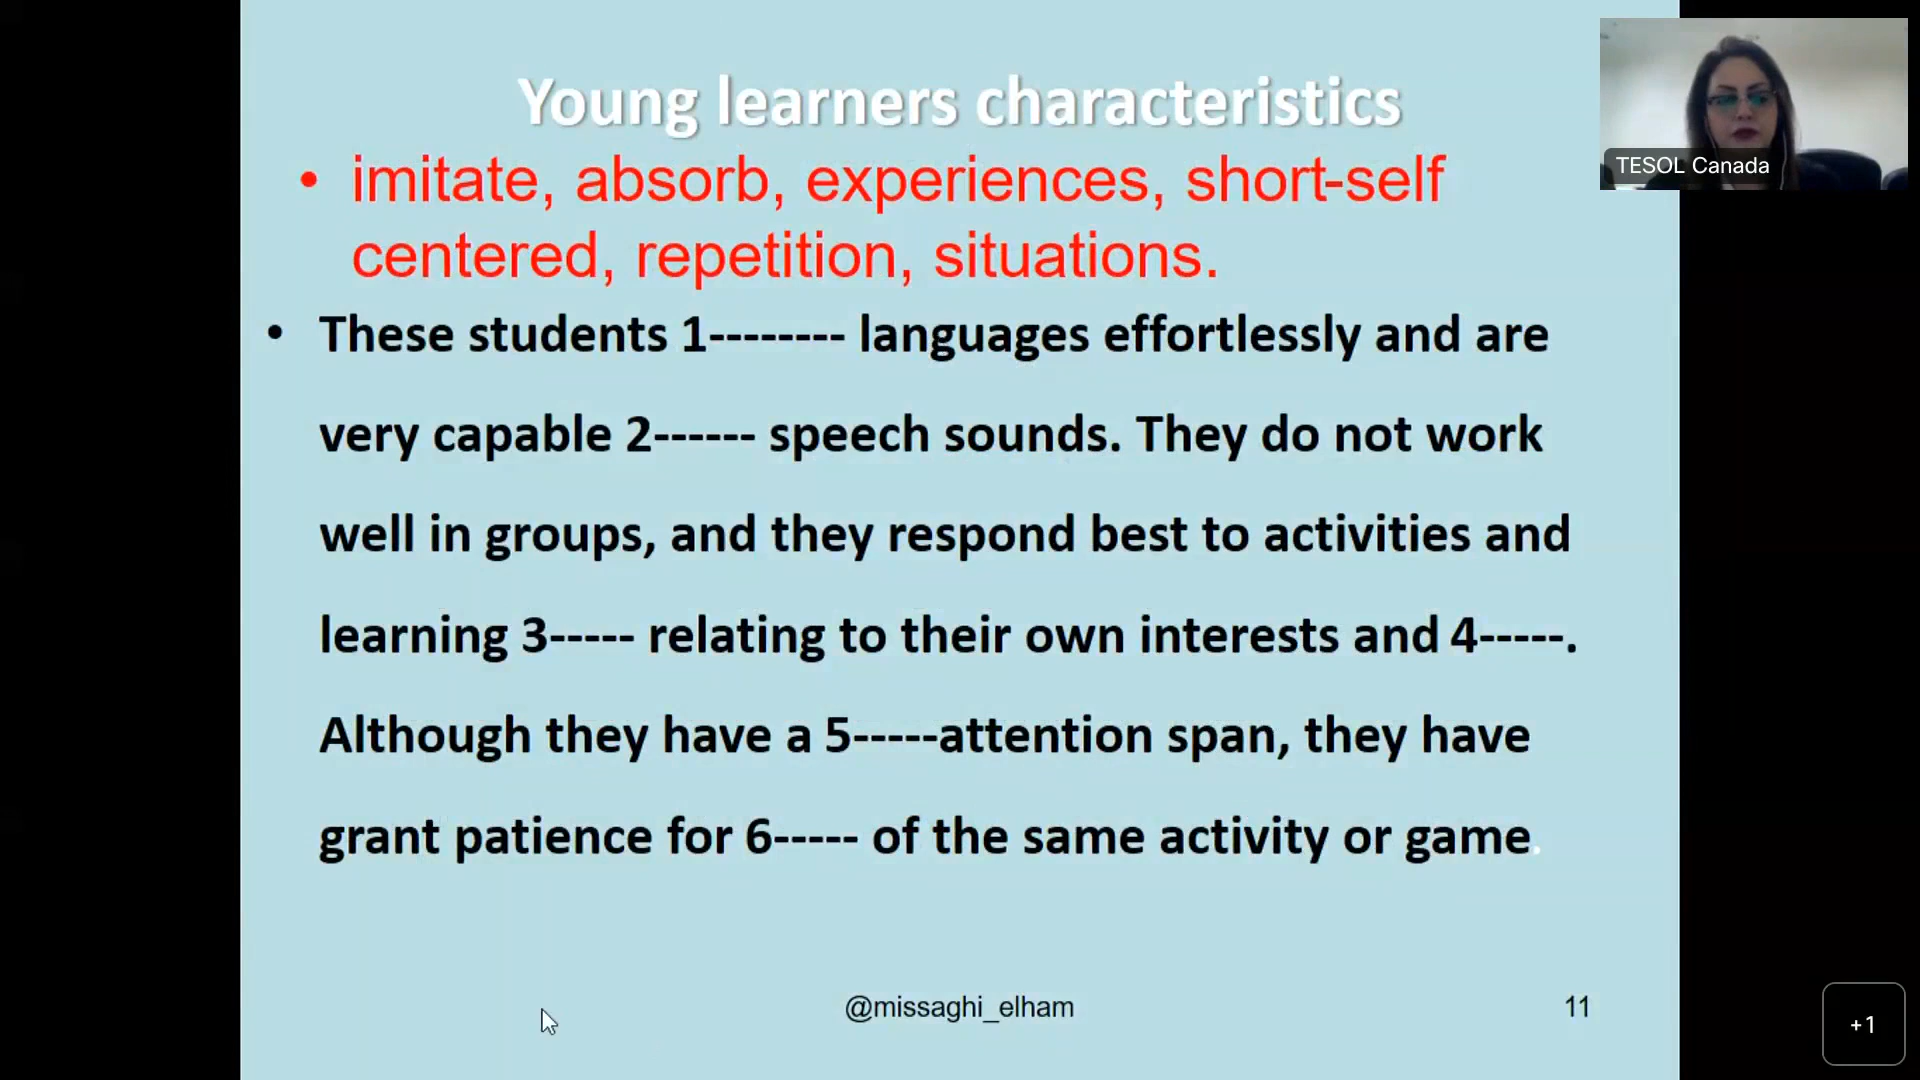 Young learners characteristics
• imitate, absorb, experiences, short-self
centered, repetition, situations.
• These students 1-------- languages effortlessly and are
very capable 2------ speech sounds. They do not work
well in groups, and they respond best to activities and
learning 3----- relating to their own interests and 4-----.
Although they have a 5-----attention span, they have
grant patience for 6----- of the same activity or game.
@missaghi_elham
11
TESOL Canada
+1